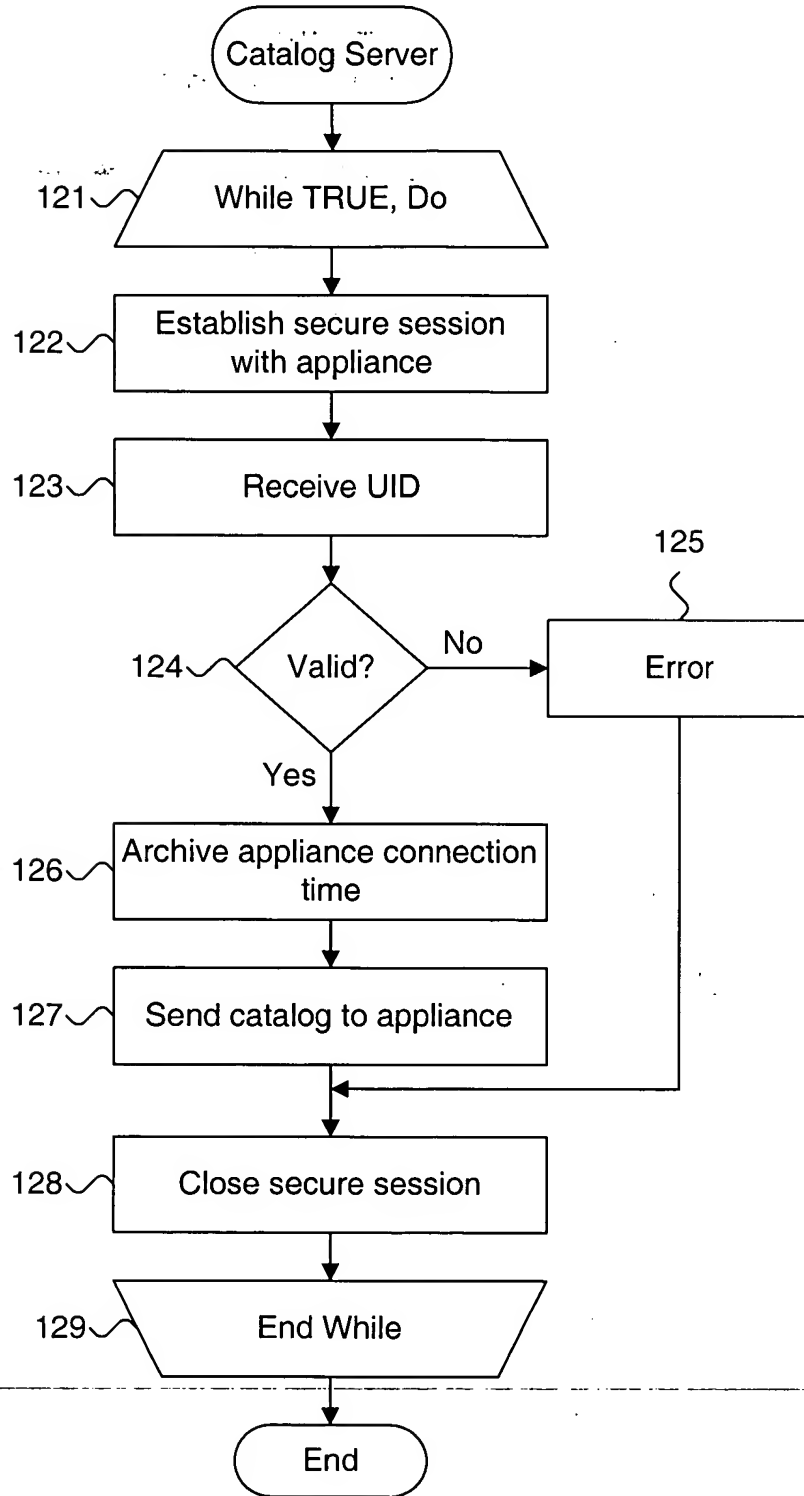 Catalog Server
121
While TRUE, Do
122
Establish secure session
with appliance
123
Receive UID
125
124
Valid?
No
Error
Yes
126
Archive appliance connection
time
127
Send catalog to appliance
128
Close secure session
129
End While
End